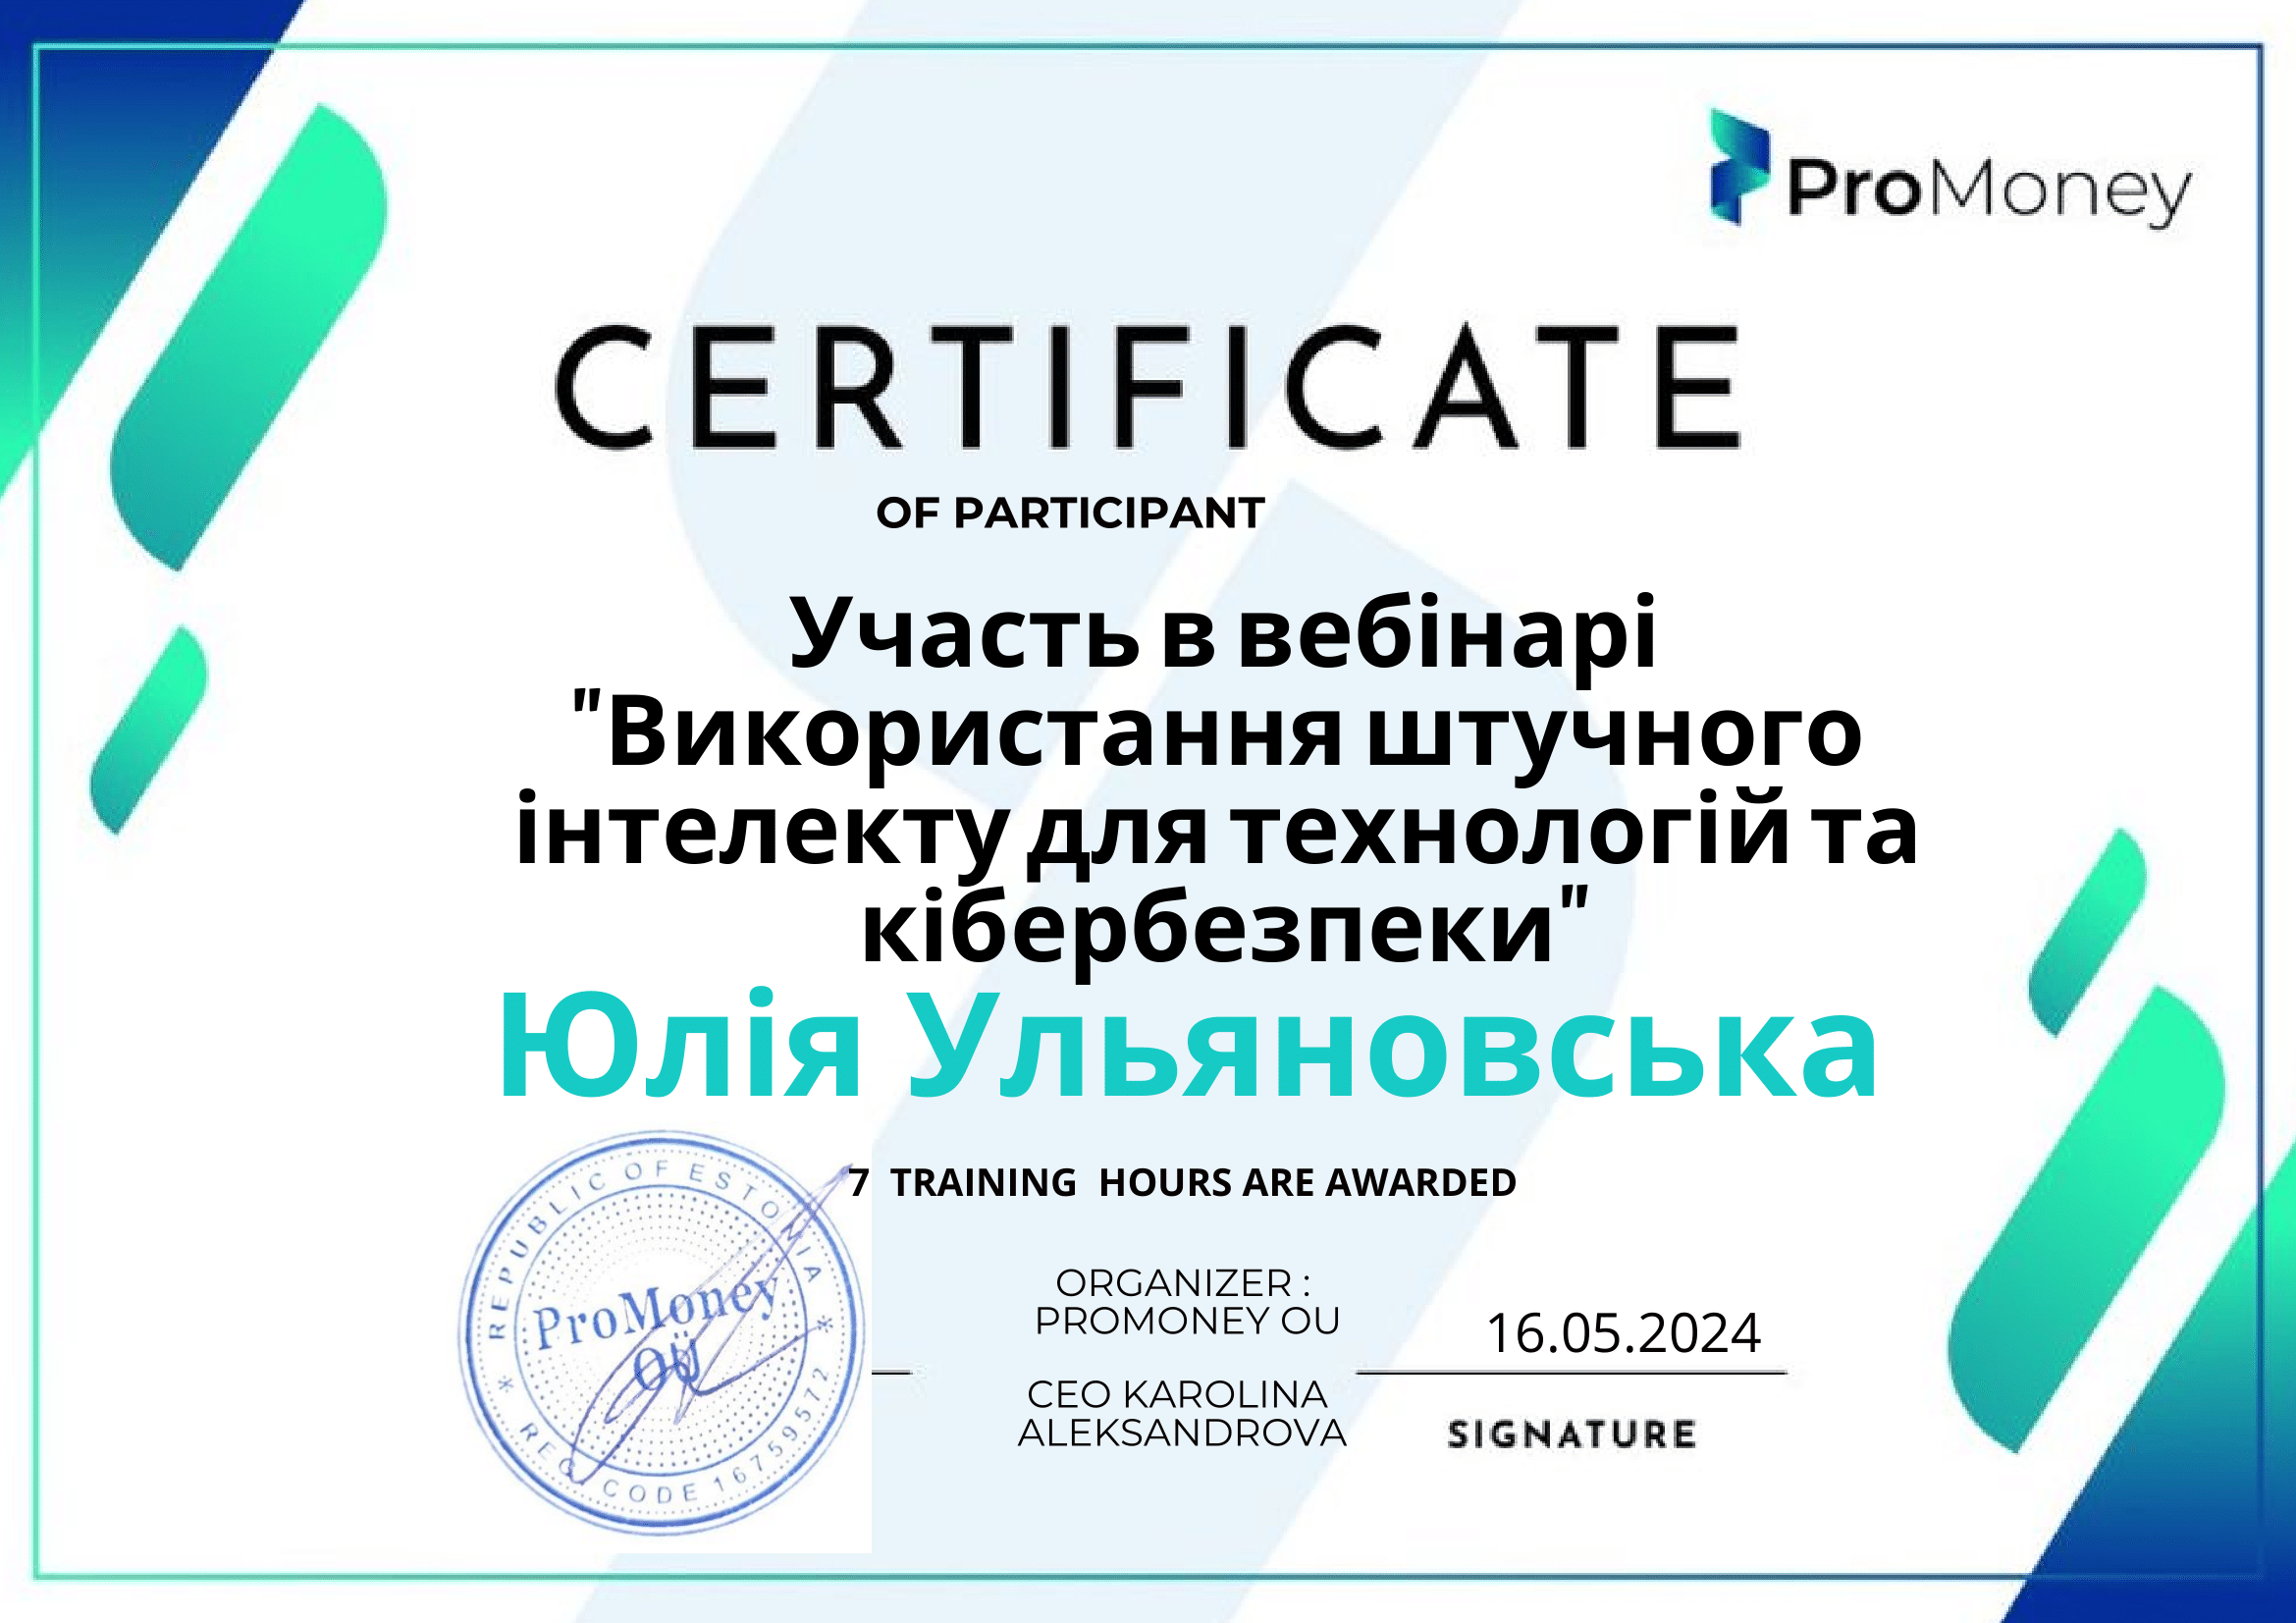 ProMoney
CERTIFICATE
OF PARTICIPANT
Участь в вебінарі
"Використання штучного
інтелекту для технологій та
кібербезпеки"
Юлія Ульяновська
7 TRAINING HOURS ARE AWARDED
REPUBLIC OF ESTONIA
ProMoney
OÜ
REG. CODE 16759572
ORGANIZER :
PROMONEY OU
CEO KAROLINA
ALEKSANDROVA
16.05.2024
SIGNATURE